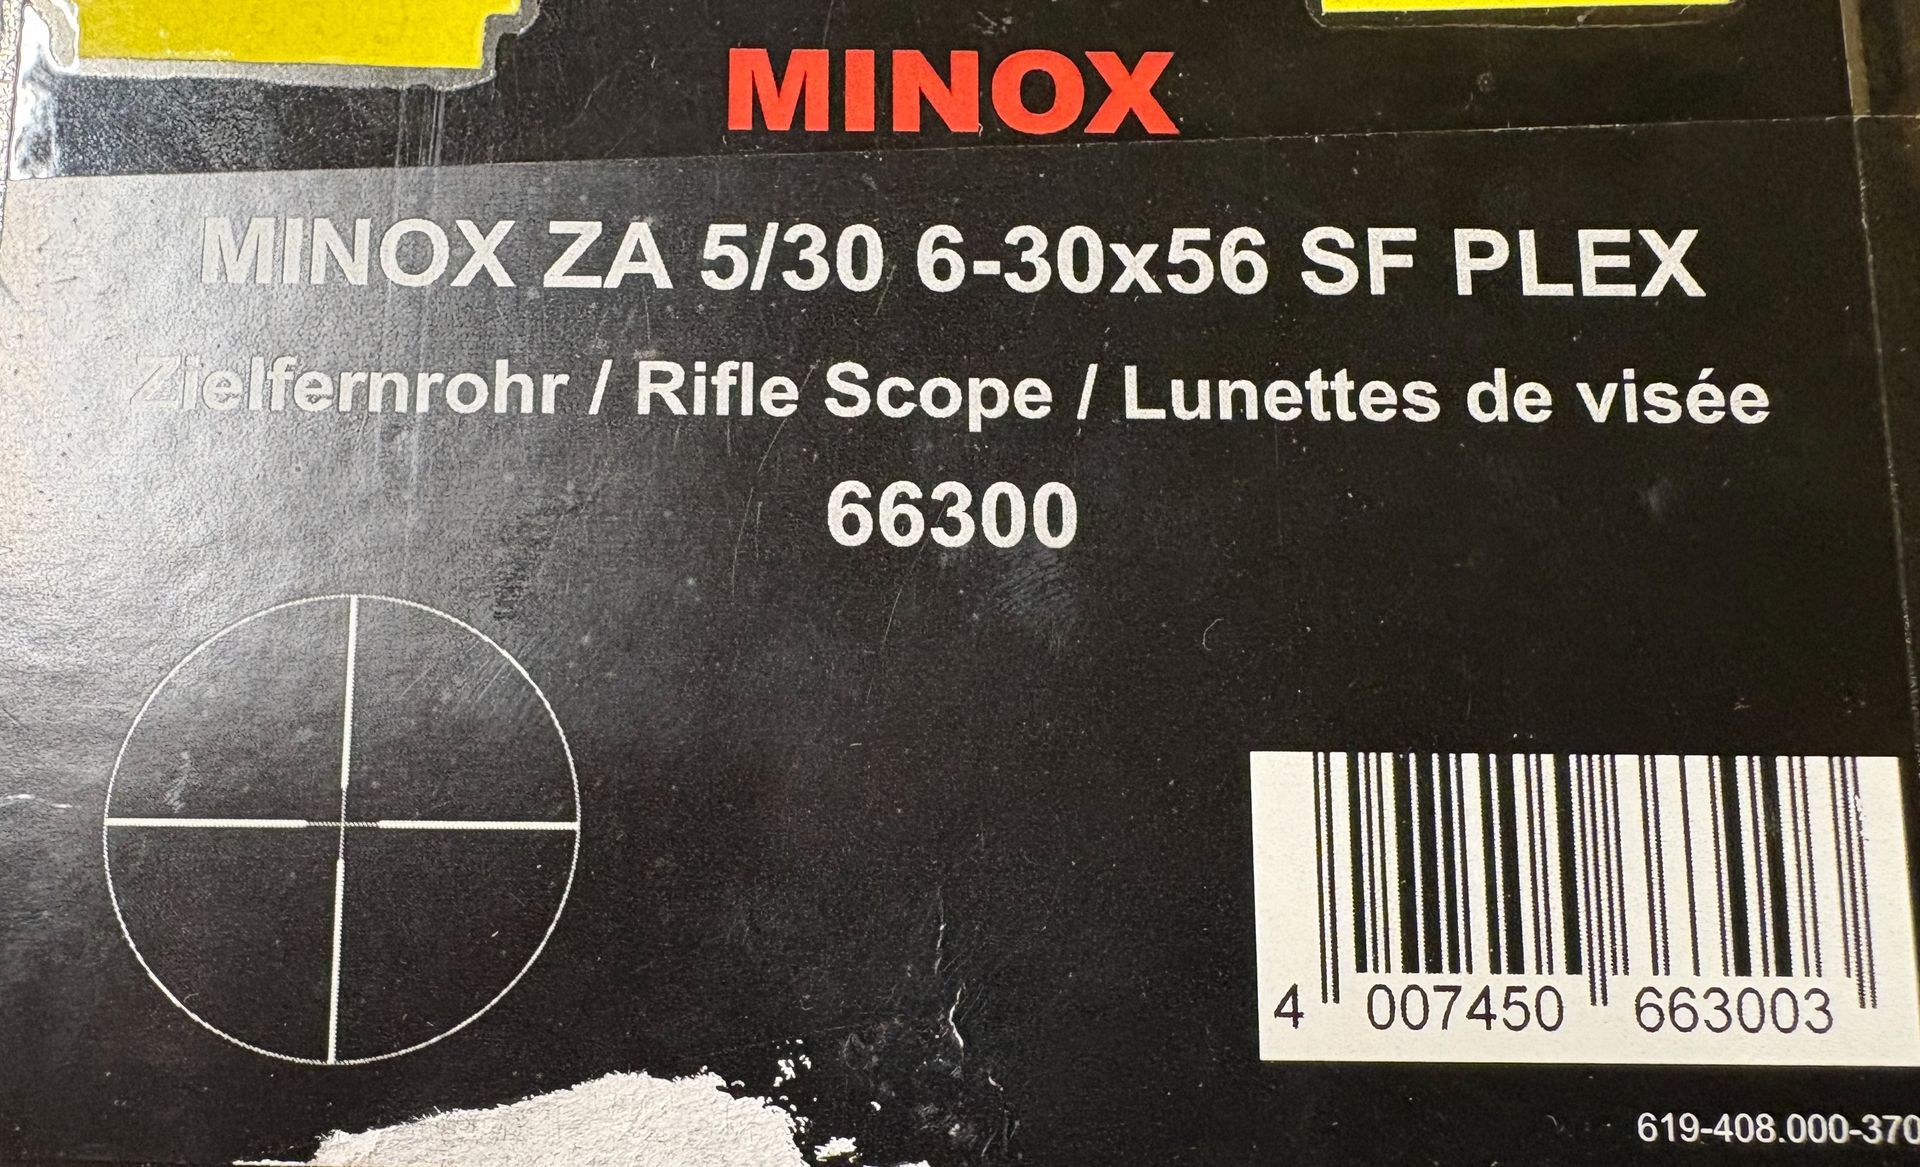 MINOX
MINOX ZA 5/30 6-30x56 SF PLEX
Zielfernrohr / Rifle Scope / Lunettes de visée
66300
4 007450 663003
619-408.000-370